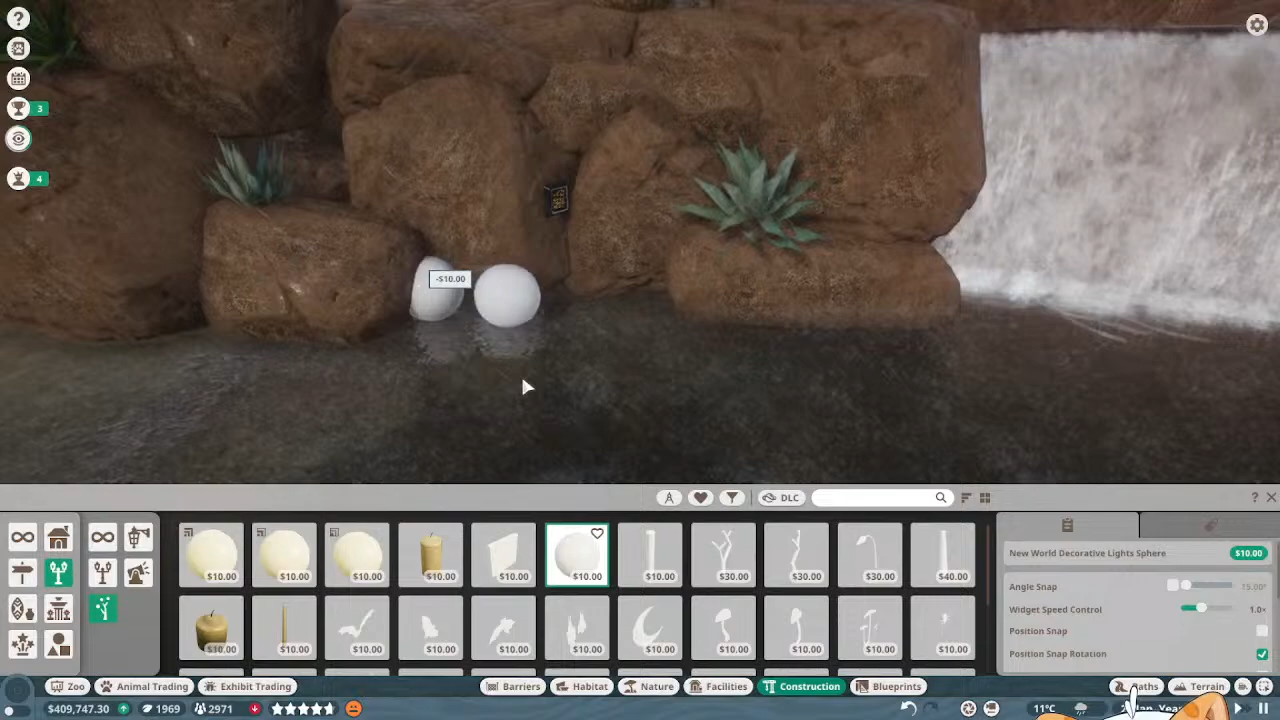 ?
3
4
-$10.00
DLC
?
$10.00 $10.00 $10.00 $10.00 $10.00 $10.00 $10.00 $30.00 $30.00 $30.00 $40.00
$10.00 $10.00 $10.00 $10.00 $10.00 $10.00 $10.00 $10.00 $10.00 $10.00 $10.00
New World Decorative Lights Sphere $10.00
Angle Snap 15.00°
Widget Speed Control 1.0×
Position Snap
Position Snap Rotation
Zoo Animal Trading Exhibit Trading Barriers Habitat Nature Facilities Construction Blueprints Terrain
$409,747.30 1969 2971 11°C